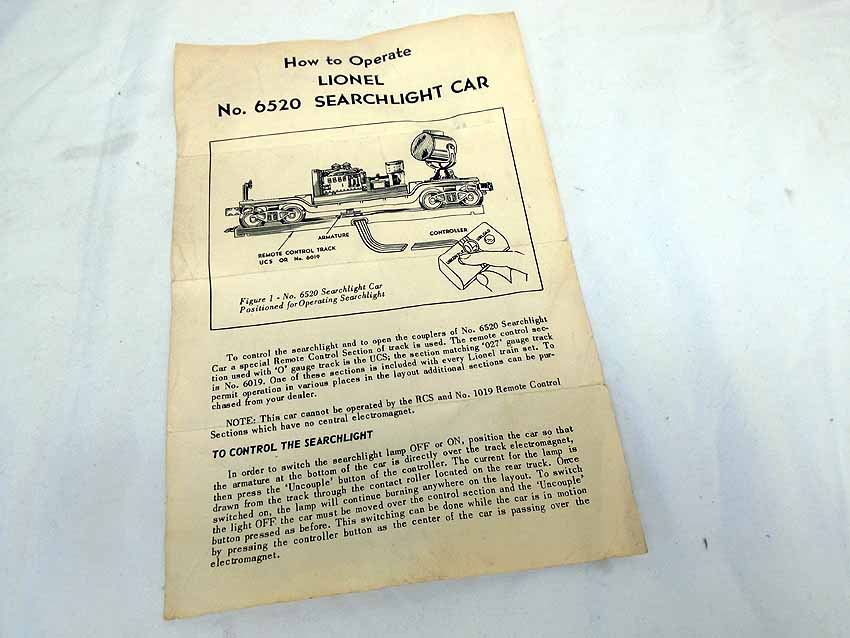 How to Operate
LIONEL
No. 6520 SEARCHLIGHT CAR
ARMATURE
CONTROLLER
REMOTE CONTROL TRACK
UCS OR No. 6019
UNLOAD
Figure 1 - No. 6520 Searchlight Car
Positioned for Operating Searchlight
To control the searchlight and to open the couplers of No. 6520 Searchlight
Car a special Remote Control Section of track is used. The remote control sec-
tion used with 'O' gauge track is the UCS; the section matching '027' gauge track
is No. 6019. One of these sections is included with every Lionel train set. To
permit operation in various places in the layout additional sections can be pur-
chased from your dealer.
NOTE: This car cannot be operated by the RCS and No. 1019 Remote Control
Sections which have no central electromagnet.
TO CONTROL THE SEARCHLIGHT
In order to switch the searchlight lamp OFF or ON, position the car so that
the armature at the bottom of the car is directly over the track electromagnet,
then press the 'Uncouple' button of the controller. The current for the lamp is
drawn from the track through the contact roller located on the rear truck. Once
switched on, the lamp will continue burning anywhere on the layout. To switch
the light OFF the car must be moved over the control section and the 'Uncouple'
button pressed as before. This switching can be done while the car is in motion
by pressing the controller button as the center of the car is passing over the
electromagnet.